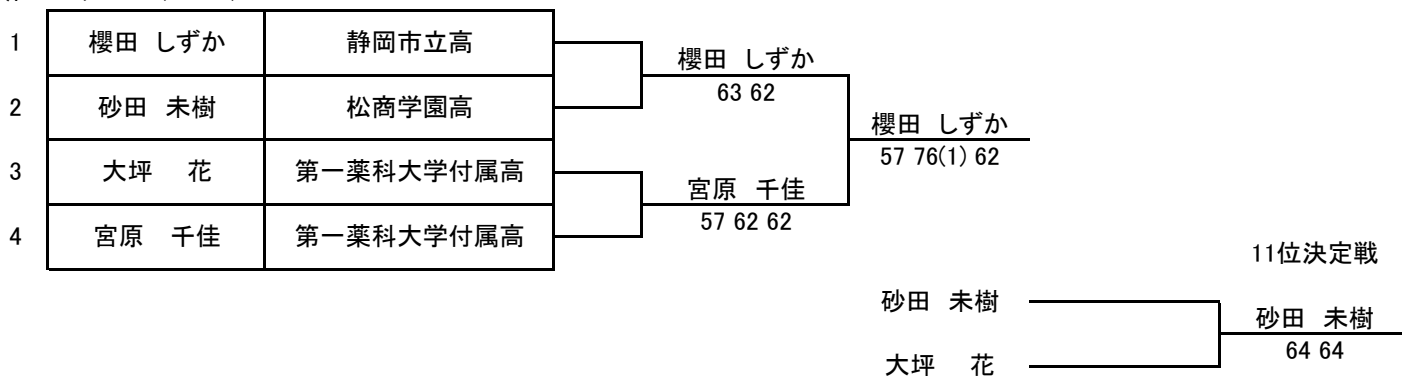 1 櫻田 しずか 静岡市立高
櫻田 しずか
63 62
2 砂田 未樹 松商学園高
櫻田 しずか
57 76(1) 62
3 大坪 花 第一薬科大学付属高
宮原 千佳
57 62 62
4 宮原 千佳 第一薬科大学付属高
11位決定戦
砂田 未樹
砂田 未樹
64 64
大坪 花